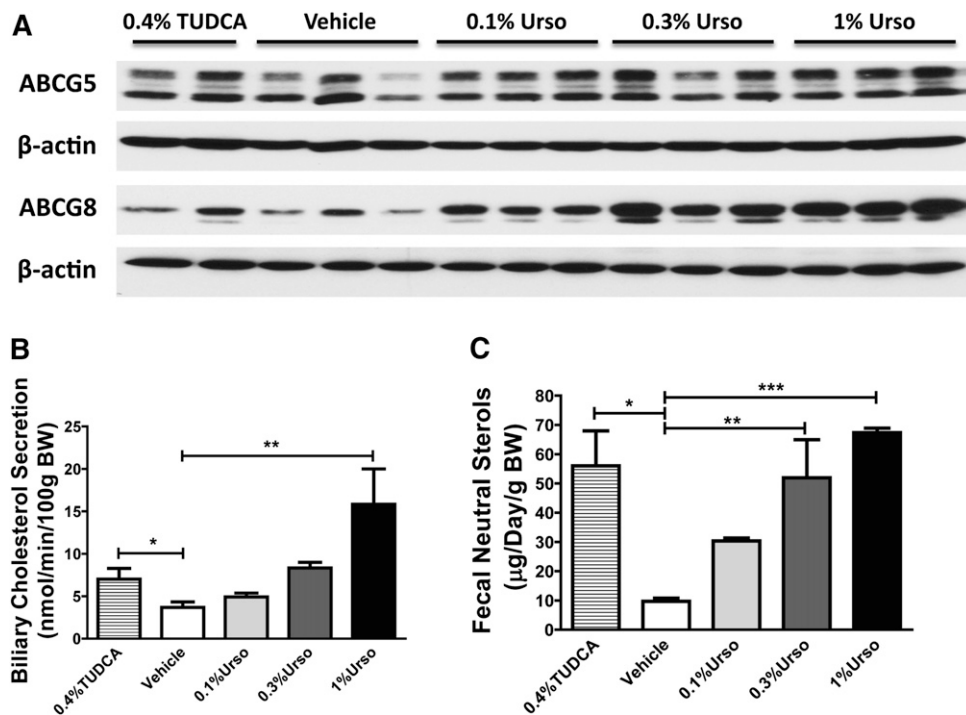 A
0.4% TUDCA Vehicle 0.1% Urso 0.3% Urso 1% Urso
ABCG5
β-actin
ABCG8
β-actin
B
Biliary Cholesterol Secretion
(nmol/min/100g BW)
25
20
15
10
5
0
*
**
0.4%TUDCA
Vehicle
0.1%Urso
0.3%Urso
1%Urso
C
Fecal Neutral Sterols
(µg/Day/g BW)
80
70
60
50
40
30
20
10
0
*
**
***
0.4%TUDCA
Vehicle
0.1%Urso
0.3%Urso
1%Urso